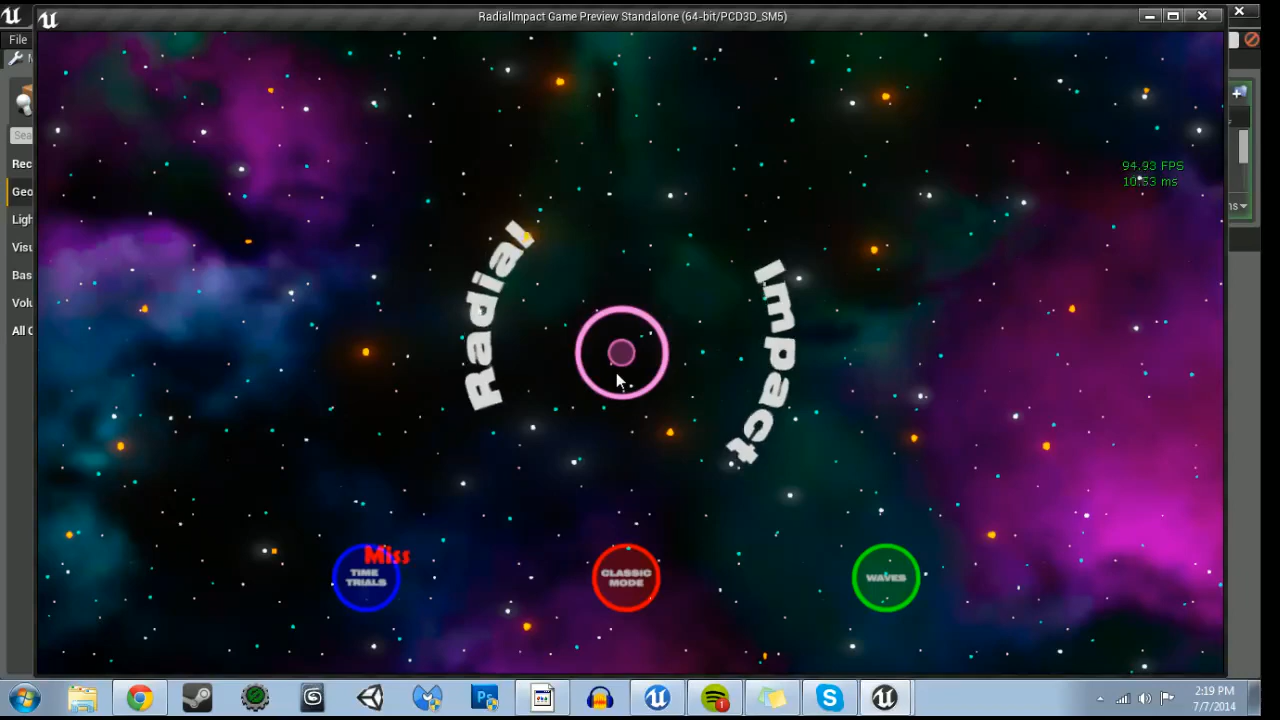 RadialImpact Game Preview Standalone (64-bit/PCD3D_SM5)
File
Sea
Rec
Geo
Ligh
Visu
Bas
Volu
All C
94.93 FPS
10.53 ms
Radial
Impact
Miss
TIME
TRIALS
CLASSIC
MODE
WAVES
2:19 PM
7/7/2014